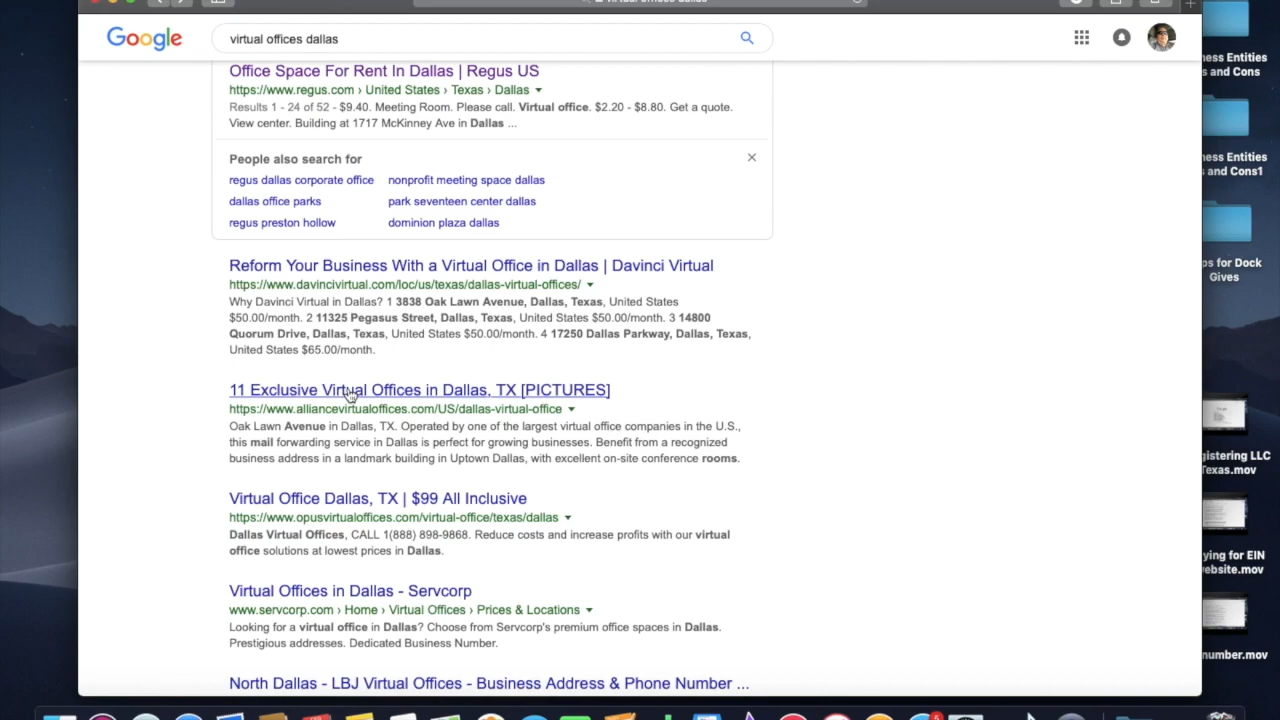 Google
virtual offices dallas
Office Space For Rent In Dallas | Regus US
https://www.regus.com › United States › Texas › Dallas
Results 1 - 24 of 52 - $9.40. Meeting Room. Please call. Virtual office. $2.20 - $8.80. Get a quote.
View center. Building at 1717 McKinney Ave in Dallas ...
People also search for
regus dallas corporate office nonprofit meeting space dallas
dallas office parks park seventeen center dallas
regus preston hollow dominion plaza dallas
Reform Your Business With a Virtual Office in Dallas | Davinci Virtual
https://www.davincivirtual.com/loc/us/texas/dallas-virtual-offices/
Why Davinci Virtual in Dallas? 1 3838 Oak Lawn Avenue, Dallas, Texas, United States
$50.00/month. 2 11325 Pegasus Street, Dallas, Texas, United States $50.00/month. 3 14800
Quorum Drive, Dallas, Texas, United States $50.00/month. 4 17250 Dallas Parkway, Dallas, Texas,
United States $65.00/month.
11 Exclusive Virtual Offices in Dallas, TX [PICTURES]
https://www.alliancevirtualoffices.com/US/dallas-virtual-office
Oak Lawn Avenue in Dallas, TX. Operated by one of the largest virtual office companies in the U.S.,
this mail forwarding service in Dallas is perfect for growing businesses. Benefit from a recognized
business address in a landmark building in Uptown Dallas, with excellent on-site conference rooms.
Virtual Office Dallas, TX | $99 All Inclusive
https://www.opusvirtualoffices.com/virtual-office/texas/dallas
Dallas Virtual Offices, CALL 1(888) 898-9868. Reduce costs and increase profits with our virtual
office solutions at lowest prices in Dallas.
Virtual Offices in Dallas - Servcorp
www.servcorp.com › Home › Virtual Offices › Prices & Locations
Looking for a virtual office in Dallas? Choose from Servcorp's premium office spaces in Dallas.
Prestigious addresses. Dedicated Business Number.
North Dallas - LBJ Virtual Offices - Business Address & Phone Number ...
ness Entities
s and Cons
ness Entities
s and Cons1
ps for Dock
Gives
gistering LLC
Texas.mov
ying for EIN
website.mov
number.mov